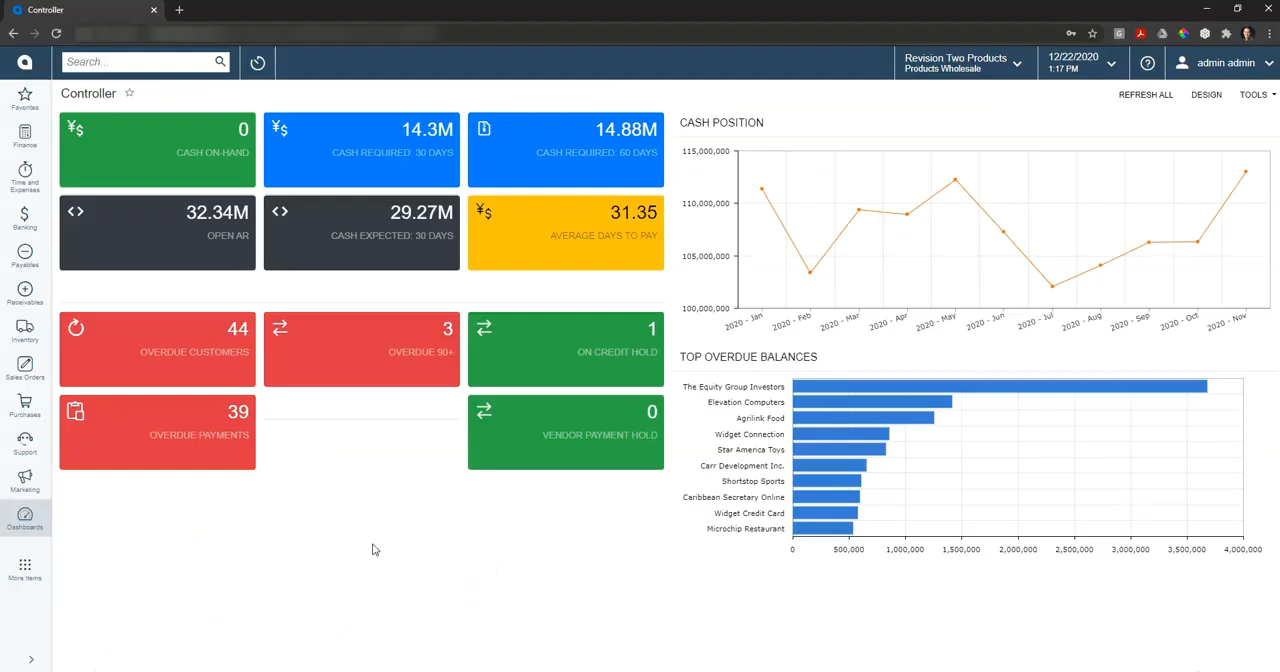 Controller
Search...
Revision Two Products
Products Wholesale
12/22/2020
1:17 PM
admin admin
Controller
REFRESH ALL
DESIGN
TOOLS
Favorites
Finance
Time and
Expenses
Banking
Payables
Receivables
Inventory
Sales Orders
Purchases
Support
Marketing
Dashboards
More Items
0
CASH ON-HAND
14.3M
CASH REQUIRED: 30 DAYS
14.88M
CASH REQUIRED: 60 DAYS
32.34M
OPEN AR
29.27M
CASH EXPECTED: 30 DAYS
31.35
AVERAGE DAYS TO PAY
44
OVERDUE CUSTOMERS
3
OVERDUE 90+
1
ON CREDIT HOLD
39
OVERDUE PAYMENTS
0
VENDOR PAYMENT HOLD
CASH POSITION
115,000,000
110,000,000
105,000,000
100,000,000
2020 - Jan
2020 - Feb
2020 - Mar
2020 - Apr
2020 - May
2020 - Jun
2020 - Jul
2020 - Aug
2020 - Sep
2020 - Oct
2020 - Nov
TOP OVERDUE BALANCES
The Equity Group Investors
Elevation Computers
Agrilink Food
Widget Connection
Star America Toys
Carr Development Inc.
Shortstop Sports
Caribbean Secretary Online
Widget Credit Card
Microchip Restaurant
0
500,000
1,000,000
1,500,000
2,000,000
2,500,000
3,000,000
3,500,000
4,000,000